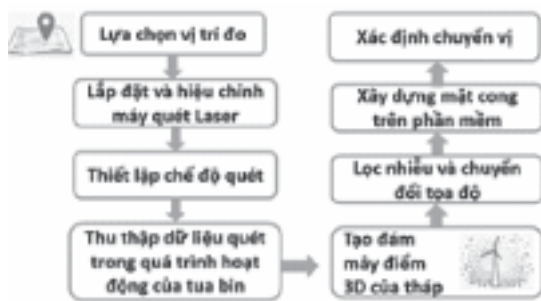 Lựa chọn vị trí đo
Lắp đặt và hiệu chỉnh
máy quét Laser
Thiết lập chế độ quét
Thu thập dữ liệu quét
trong quá trình hoạt
động của tua bin
Tạo đám
mây điểm
3D của tháp
Lọc nhiễu và chuyển
đổi tọa độ
Xây dựng mặt cong
trên phần mềm
Xác định chuyển vị